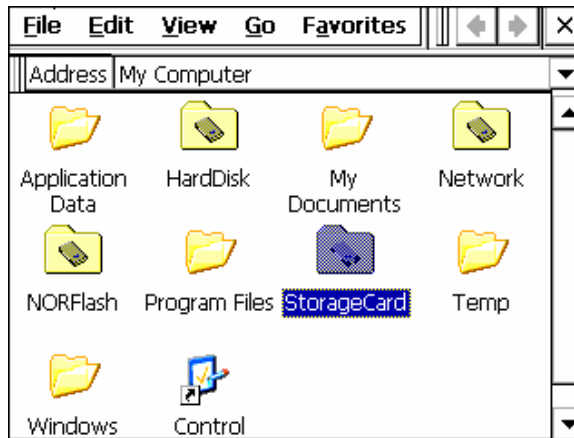 File Edit View Go Favorites
Address My Computer
Application Data
HardDisk
My Documents
Network
NORFlash
Program Files
StorageCard
Temp
Windows
Control